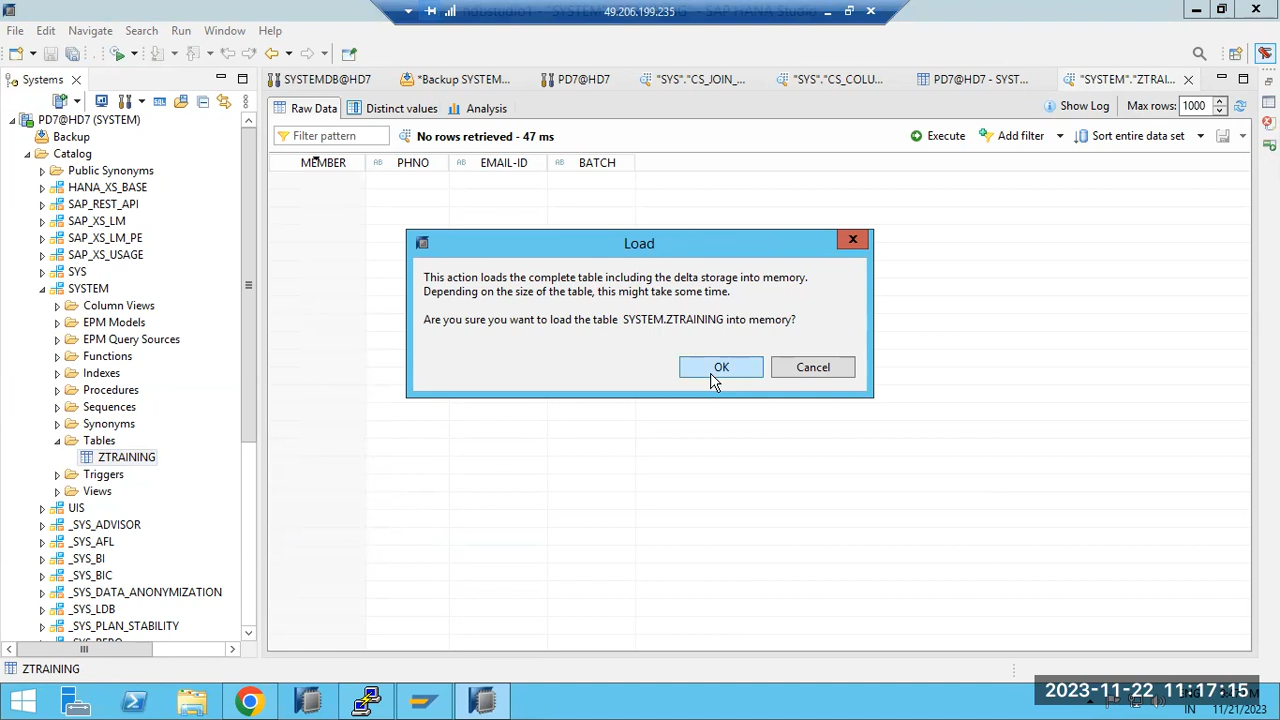 49.206.199.235
File Edit Navigate Search Run Window Help
Systems
SYSTEMDB@HD7
*Backup SYSTEM...
PD7@HD7
"SYS"."CS_JOIN_...
"SYS"."CS_COLU...
PD7@HD7 - SYST...
"SYSTEM"."ZTRAI...
Raw Data
Distinct values
Analysis
Show Log
Max rows: 1000
Filter pattern
No rows retrieved - 47 ms
Execute
Add filter
Sort entire data set
MEMBER
AB PHNO
AB EMAIL-ID
AB BATCH
PD7@HD7 (SYSTEM)
Backup
Catalog
Public Synonyms
HANA_XS_BASE
SAP_REST_API
SAP_XS_LM
SAP_XS_LM_PE
SAP_XS_USAGE
SYS
SYSTEM
Column Views
EPM Models
EPM Query Sources
Functions
Indexes
Procedures
Sequences
Synonyms
Tables
ZTRAINING
Triggers
Views
UIS
_SYS_ADVISOR
_SYS_AFL
_SYS_BI
_SYS_BIC
_SYS_DATA_ANONYMIZATION
_SYS_LDB
_SYS_PLAN_STABILITY
Load
This action loads the complete table including the delta storage into memory.
Depending on the size of the table, this might take some time.
Are you sure you want to load the table SYSTEM.ZTRAINING into memory?
OK
Cancel
ZTRAINING
2023-11-22 11:17:15
IN
11/21/2023